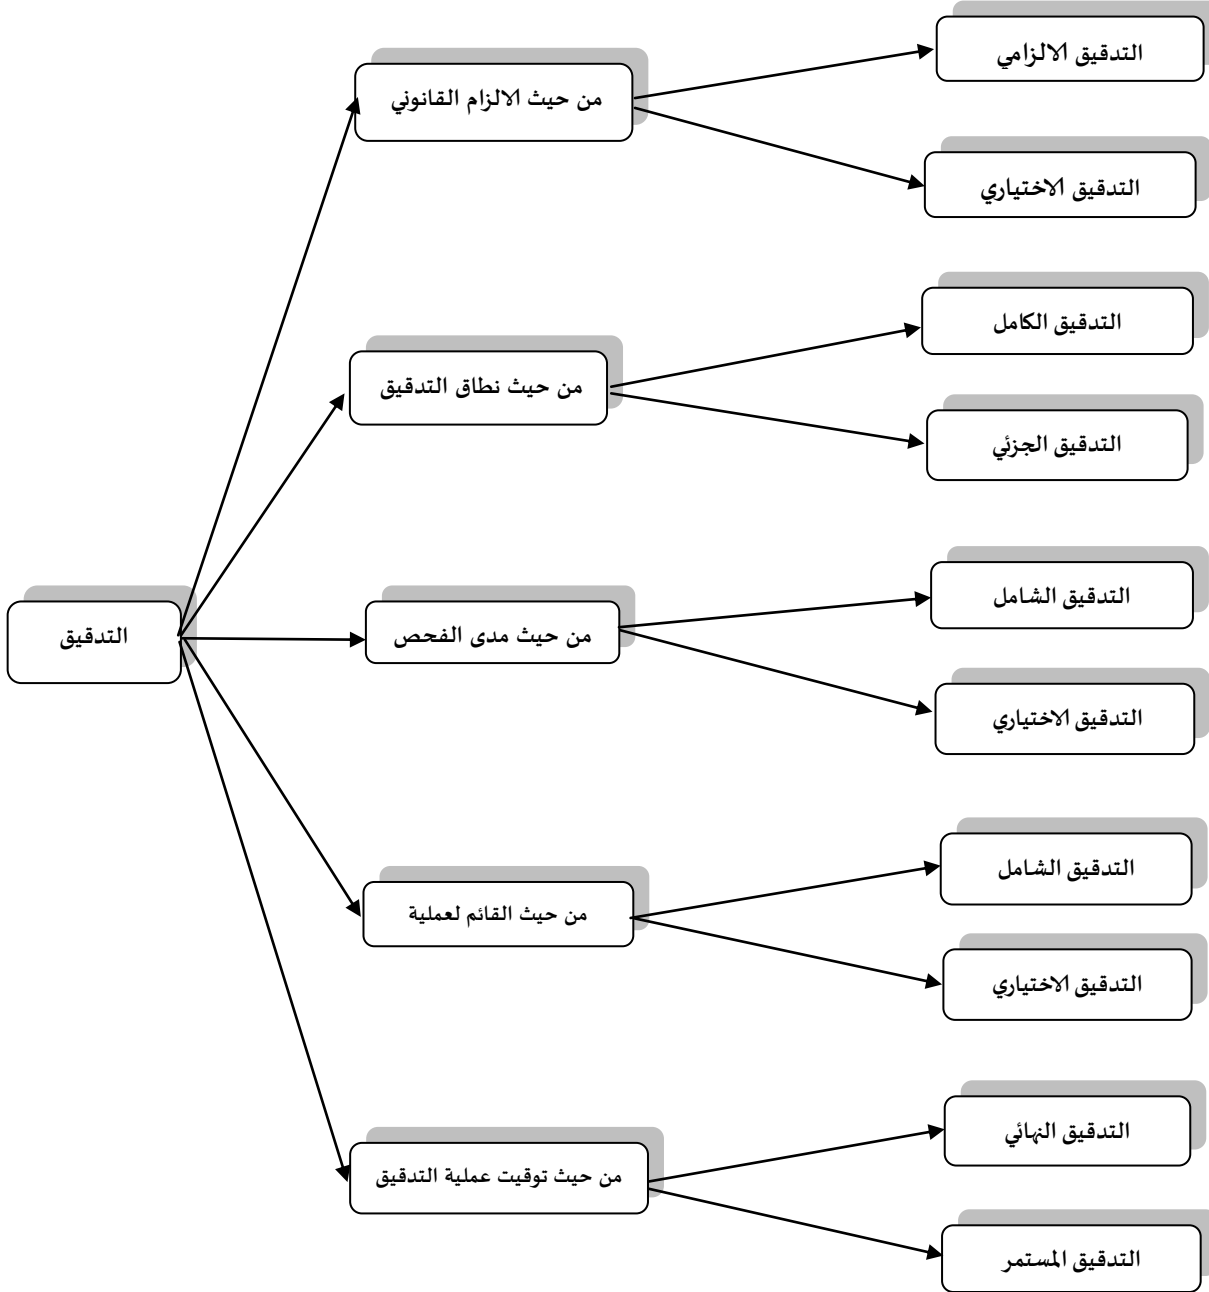 التدقيق
من حيث الالزام القانوني
التدقيق الالزامي
التدقيق الاختياري
من حيث نطاق التدقيق
التدقيق الكامل
التدقيق الجزئي
من حيث مدى الفحص
التدقيق الشامل
التدقيق الاختياري
من حيث القائم لعملية
التدقيق الشامل
التدقيق الاختياري
من حيث توقيت عملية التدقيق
التدقيق النهائي
التدقيق المستمر